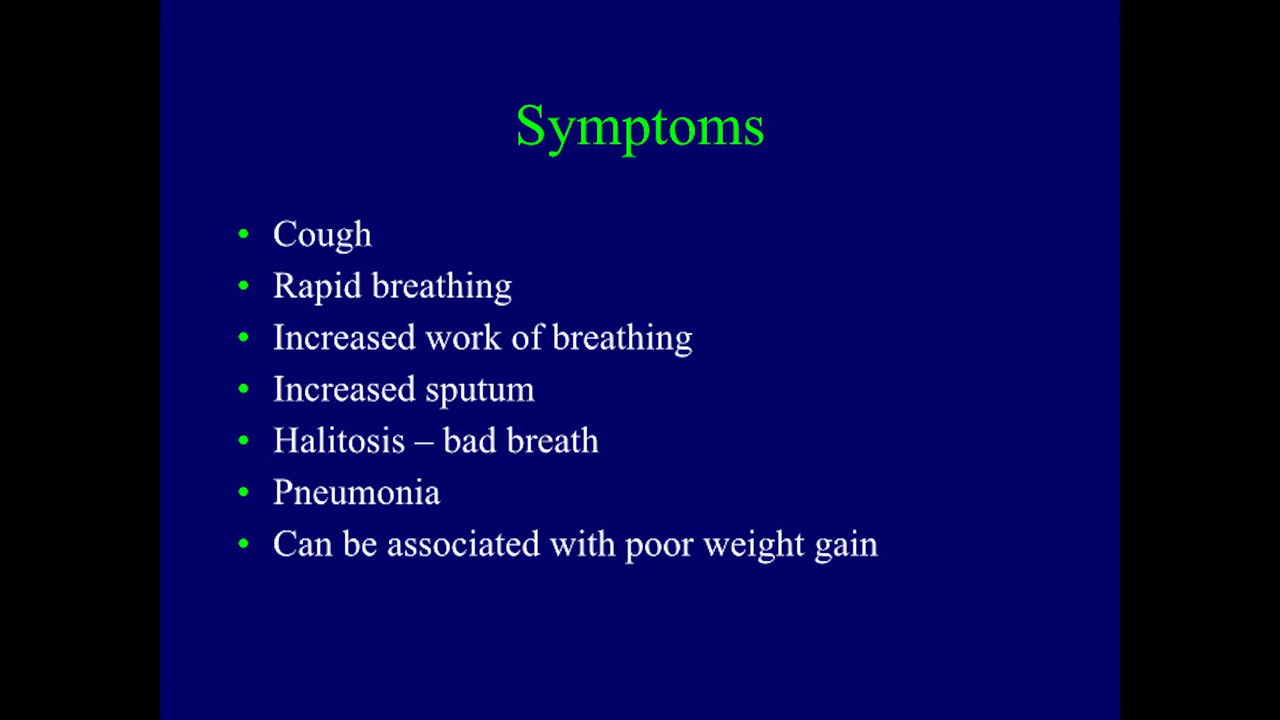 Symptoms
• Cough
• Rapid breathing
• Increased work of breathing
• Increased sputum
• Halitosis – bad breath
• Pneumonia
• Can be associated with poor weight gain